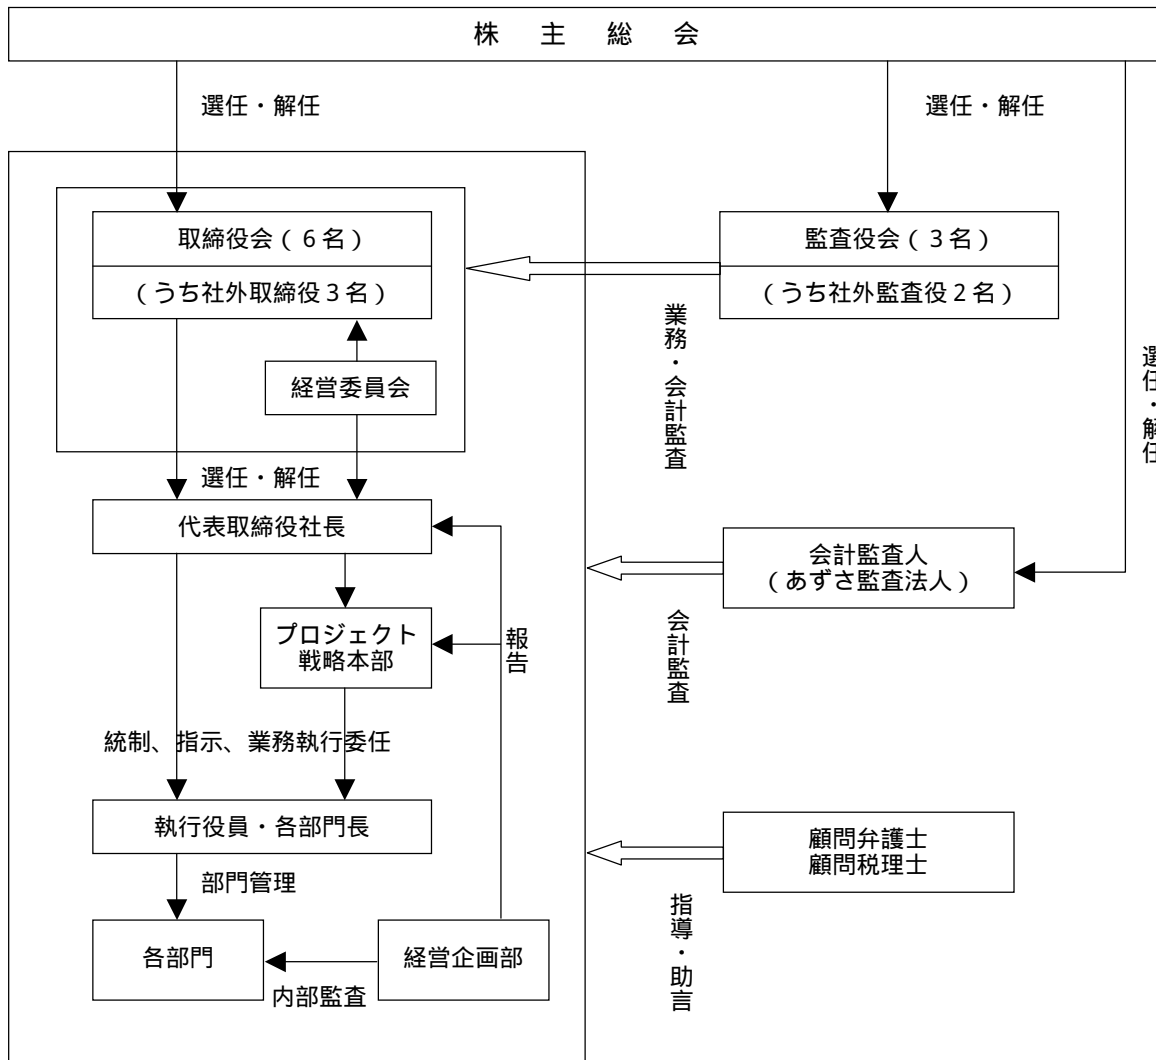 株主総会
選任・解任
選任・解任
取締役会（６名）
（うち社外取締役３名）
監査役会（３名）
（うち社外監査役２名）
業務・会計監査
選任・解任
経営委員会
選任・解任
代表取締役社長
会計監査人
（あずさ監査法人）
会計監査
プロジェクト
戦略本部
報告
統制、指示、業務執行委任
執行役員・各部門長
顧問弁護士
顧問税理士
指導・助言
部門管理
各部門
経営企画部
内部監査